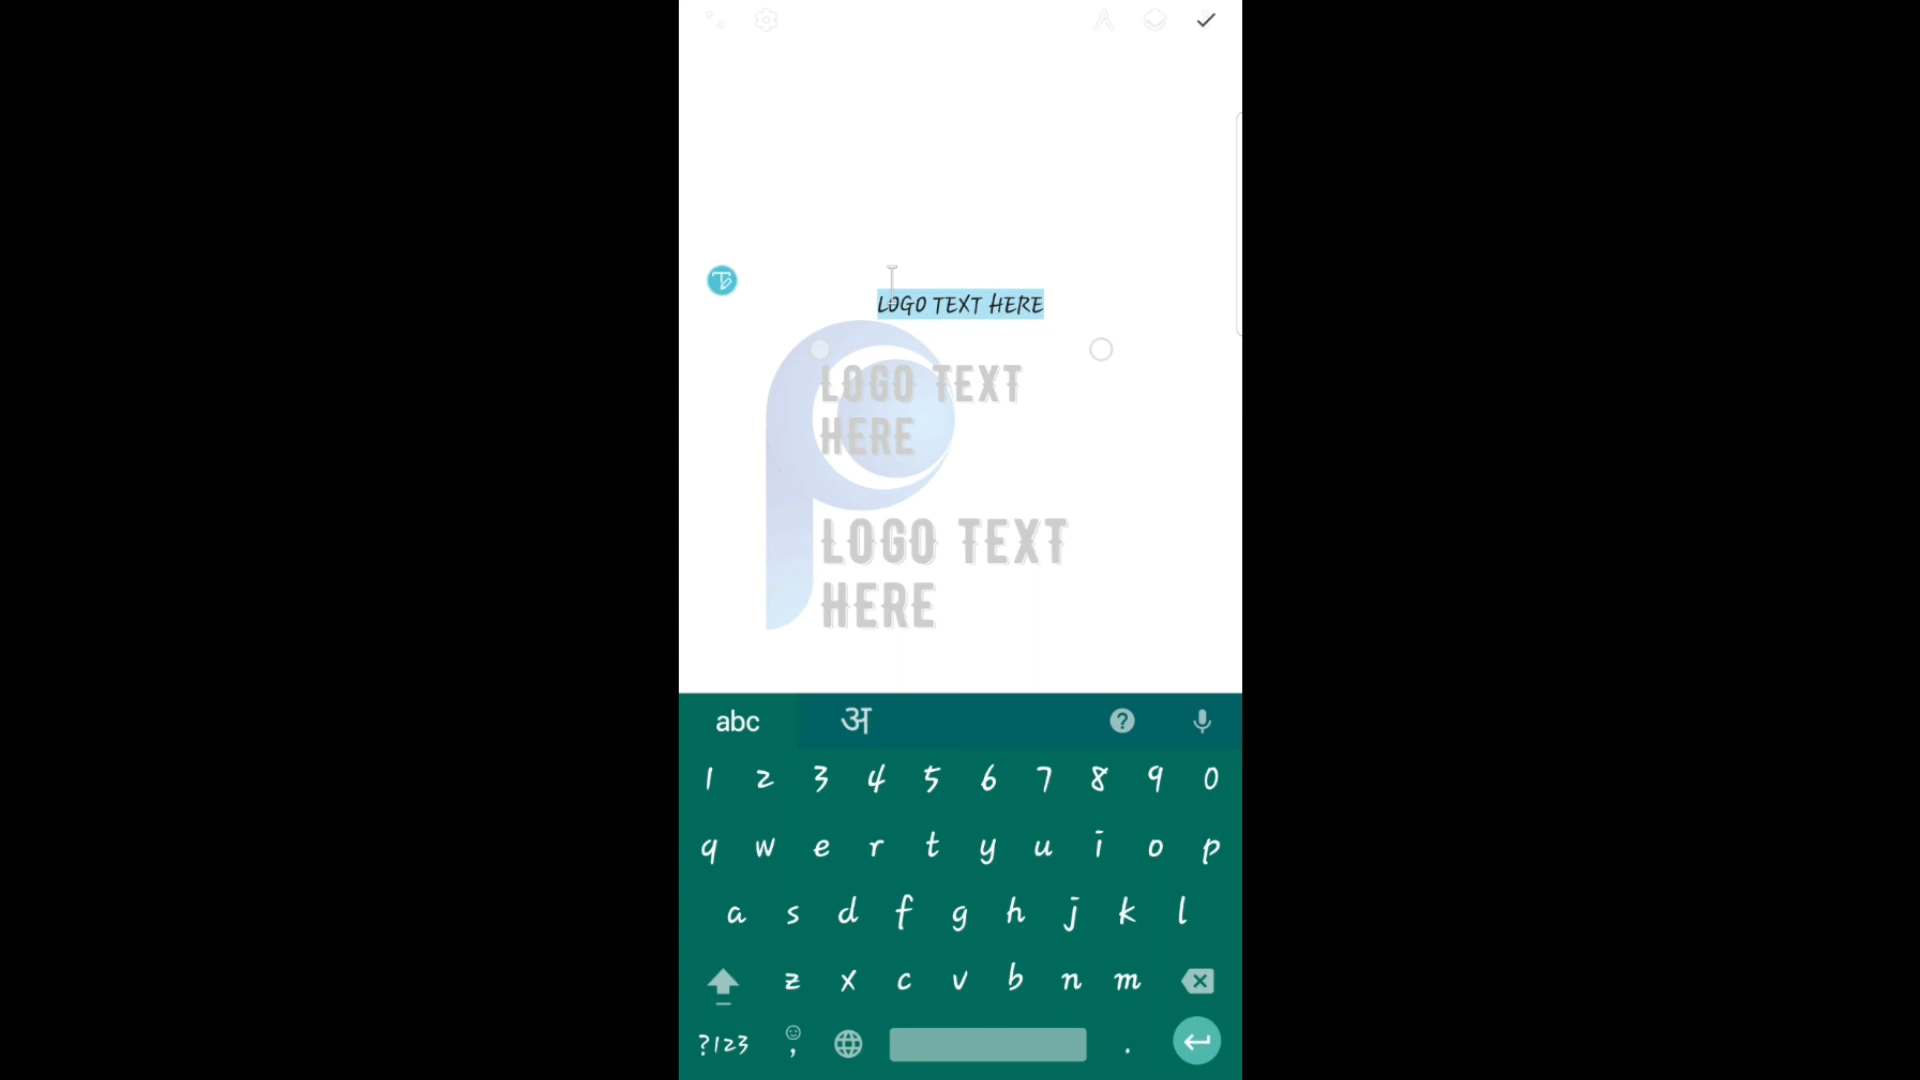 LOGO TEXT HERE
LOGO TEXT
HERE
LOGO TEXT
HERE
abc अ
1 2 3 4 5 6 7 8 9 0
q w e r t y u i o p
a s d f g h j k l
z x c v b n m
?123 , .